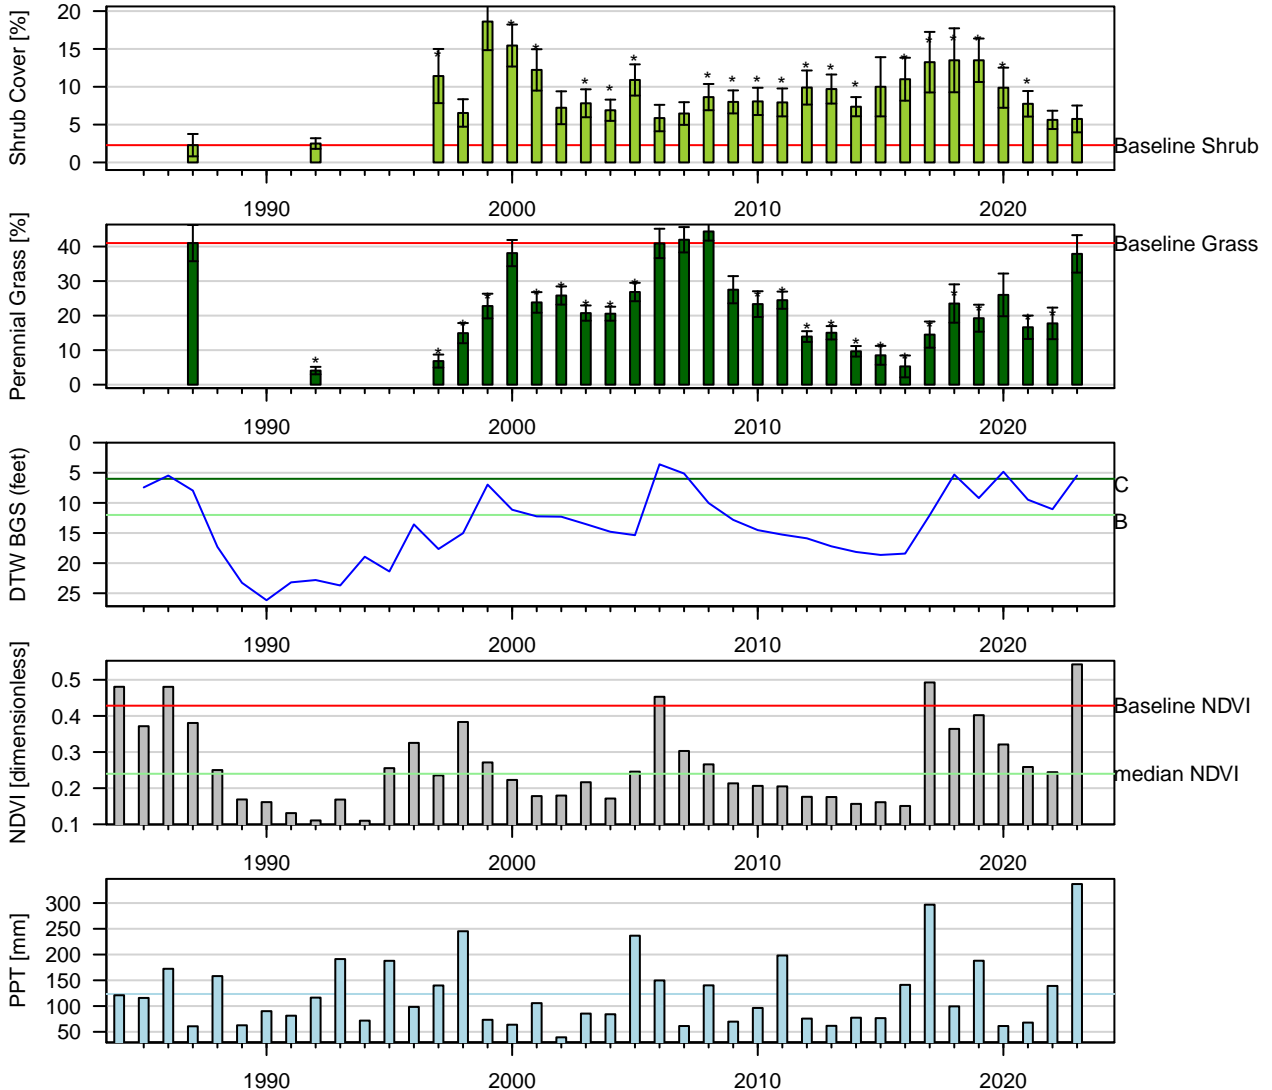 Shrub Cover [%]
20
15
10
5
0
* * * * * * * * * * * * * * * * * * * * *
Baseline Shrub
1990 2000 2010 2020
Perennial Grass [%]
40
30
20
10
0
* * * * * * * * * * * * * * * * * * * * *
Baseline Grass
1990 2000 2010 2020
DTW BGS (feet)
0
5
10
15
20
25
C
B
1990 2000 2010 2020
NDVI [dimensionless]
0.5
0.4
0.3
0.2
0.1
Baseline NDVI
median NDVI
1990 2000 2010 2020
PPT [mm]
300
250
200
150
100
50
1990 2000 2010 2020